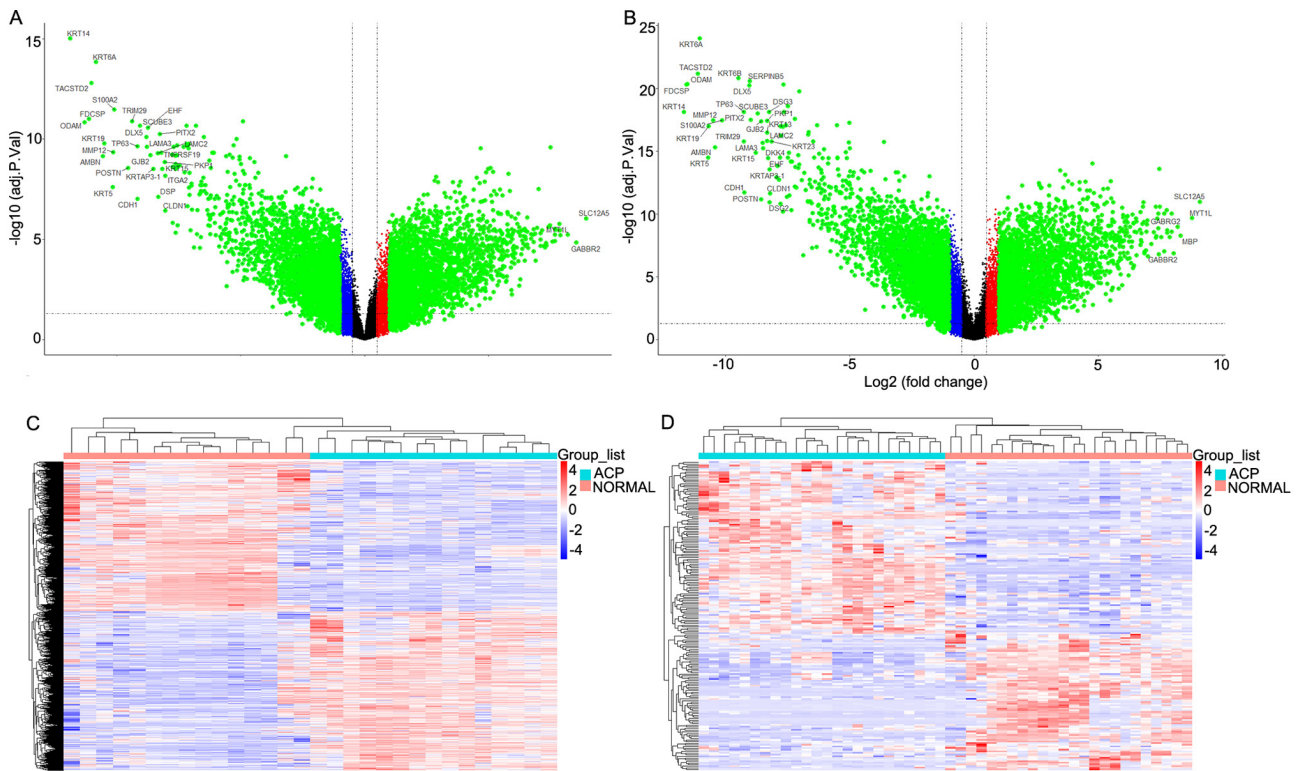 A
-log10 (adj.P.Val)
15
10
5
0
KRT14
KRT6A
TACSTD2
S100A2
FDCSP
ODAM
TRIM29
EHF
SCUBE3
DLX5
PITX2
KRT19
TP63
LAMA3
LAMC2
MMP12
TNFRSF19
AMBN
GJB2
PKP1
POSTN
KRT15
KRTAP3-1
ITGA2
KRT5
DSP
CDH1
CLDN1
SLC12A5
MYT1L
GABBR2
B
-log10 (adj.P.Val)
25
20
15
10
5
0
KRT6A
TACSTD2
ODAM
KRT6B
SERPINB5
FDCSP
DLX5
KRT14
TP63
SCUBE3
DSG3
MMP12
PITX2
PKP1
S100A2
GJB2
KRT13
KRT19
TRIM29
LAMC2
AMBN
LAMA3
KRT23
KRT5
KRT15
DKK4
EHF
KRTAP3-1
CDH1
CLDN1
POSTN
DSG2
SLC12A5
MYT1L
GABRG2
MBP
GABBR2
-10
-5
0
5
10
Log2 (fold change)
C
Group_list
ACP
NORMAL
4
2
0
-2
-4
D
Group_list
ACP
NORMAL
4
2
0
-2
-4